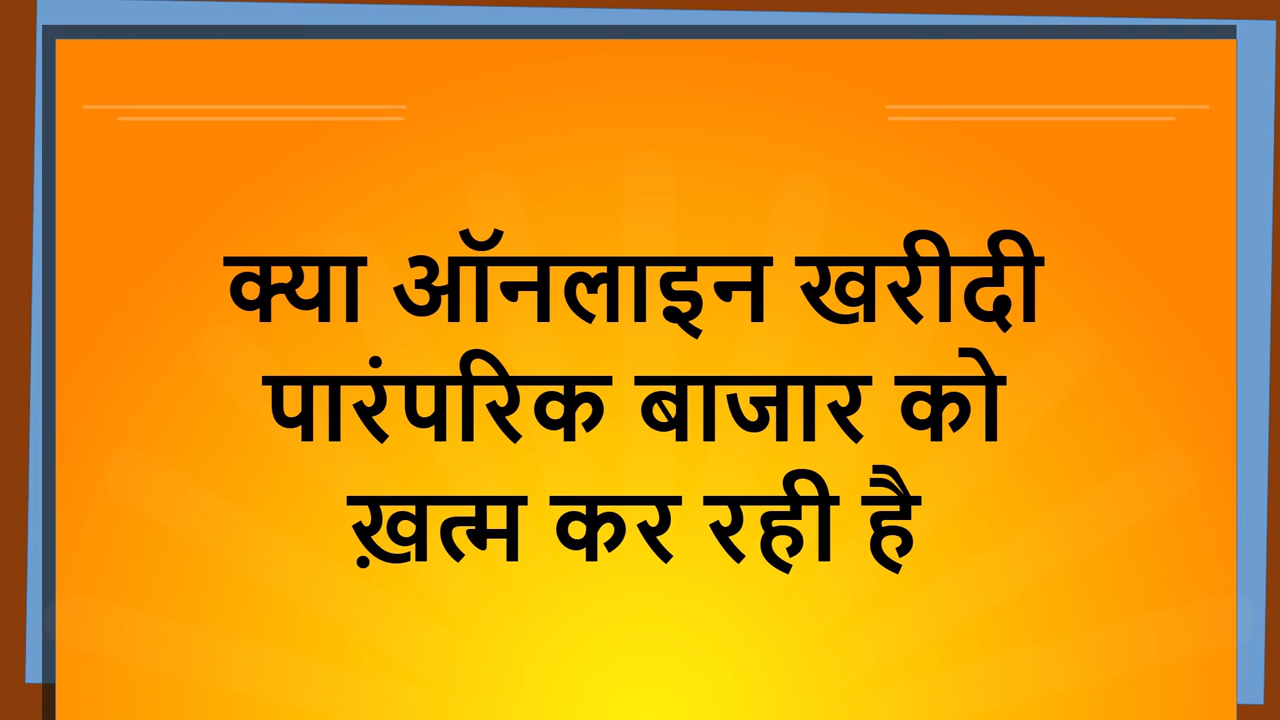 क्या ऑनलाइन खरीदी
पारंपरिक बाजार को
ख़त्म कर रही है